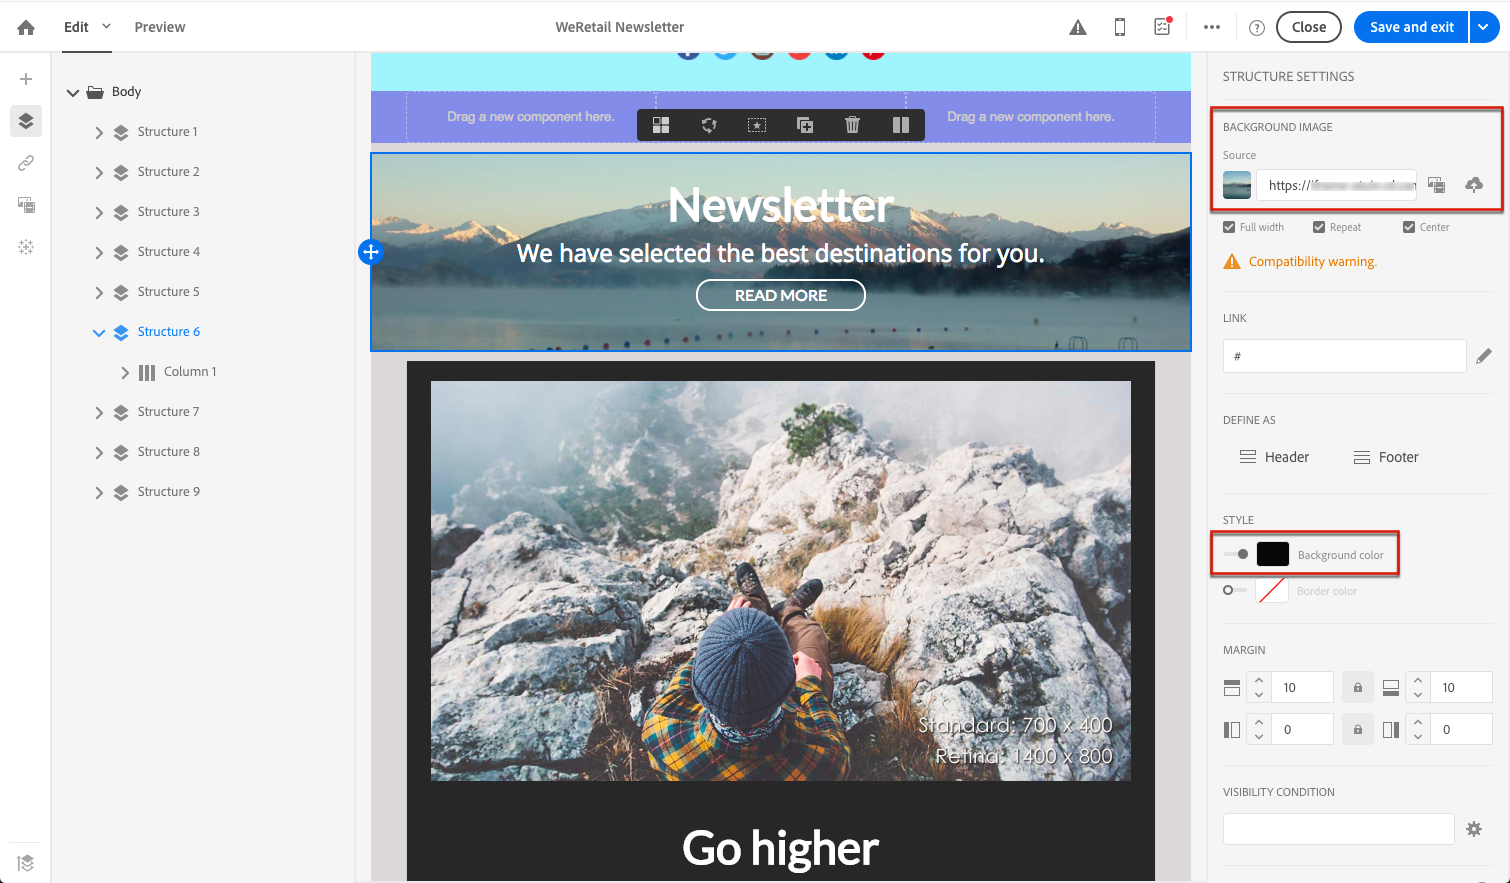 Edit
Preview
WeRetail Newsletter
Close
Save and exit
Body
Structure 1
Structure 2
Structure 3
Structure 4
Structure 5
Structure 6
Column 1
Structure 7
Structure 8
Structure 9
Drag a new component here.
Drag a new component here.
Newsletter
We have selected the best destinations for you.
READ MORE
Standard: 700 x 400
Retina: 1400 x 800
Go higher
STRUCTURE SETTINGS
BACKGROUND IMAGE
Source
https://
Full width
Repeat
Center
Compatibility warning.
LINK
#
DEFINE AS
Header
Footer
STYLE
Background color
Border color
MARGIN
10
10
0
0
VISIBILITY CONDITION